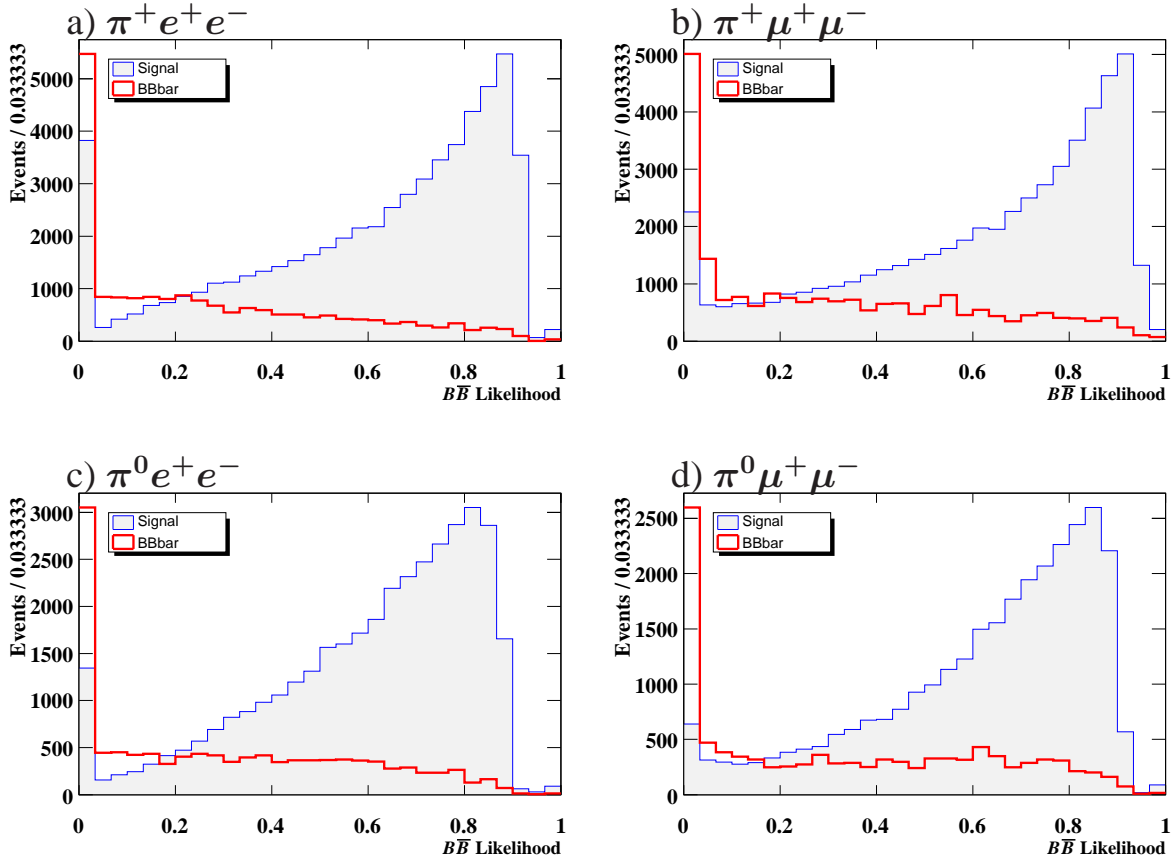 a) π⁺e⁺e⁻
Events / 0.033333
5000
4000
3000
2000
1000
0
Signal
BBbar
0 0.2 0.4 0.6 0.8 1
BB̅ Likelihood
b) π⁺μ⁺μ⁻
Events / 0.033333
5000
4000
3000
2000
1000
0
Signal
BBbar
0 0.2 0.4 0.6 0.8 1
BB̅ Likelihood
c) π⁰e⁺e⁻
Events / 0.033333
3000
2500
2000
1500
1000
500
0
Signal
BBbar
0 0.2 0.4 0.6 0.8 1
BB̅ Likelihood
d) π⁰μ⁺μ⁻
Events / 0.033333
2500
2000
1500
1000
500
0
Signal
BBbar
0 0.2 0.4 0.6 0.8 1
BB̅ Likelihood